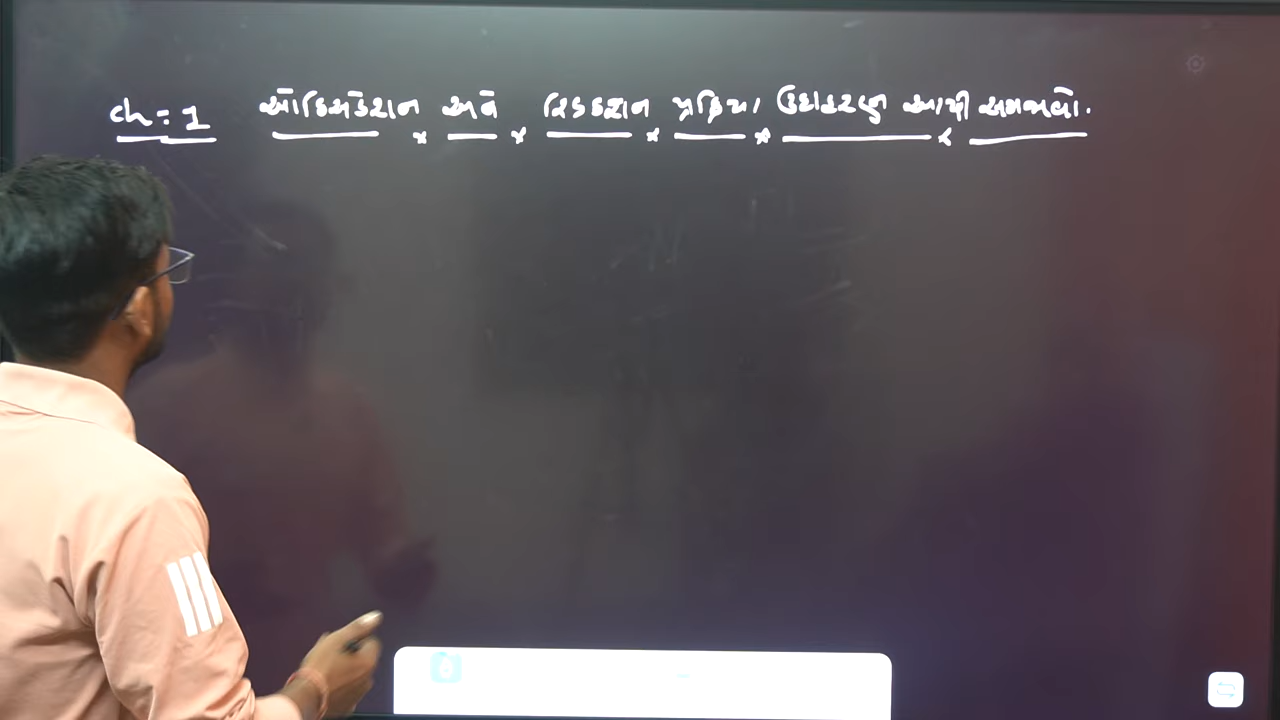 ch = 1 ઓક્સિડેશન અને રિડક્શન પ્રક્રિયા ઉદાહરણ આપી સમજાવો.